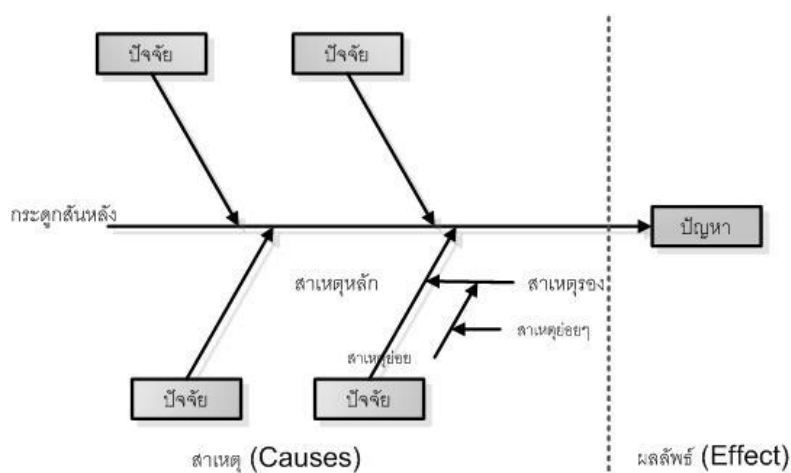 ปัจจัย ปัจจัย
กระดูกสันหลัง ปัญหา
สาเหตุหลัก สาเหตุรอง
สาเหตุย่อยๆ
สาเหตุย่อย
ปัจจัย ปัจจัย
สาเหตุ (Causes) ผลลัพธ์ (Effect)